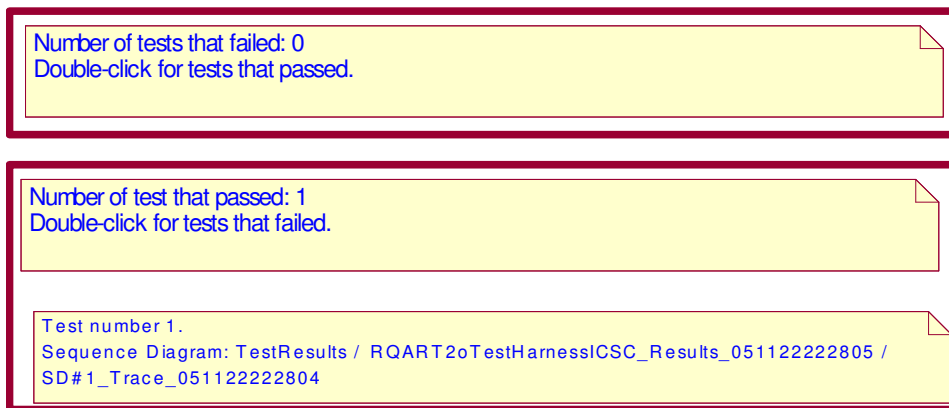 Number of tests that failed: 0
Double-click for tests that passed.
Number of test that passed: 1
Double-click for tests that failed.
Test number 1.
Sequence Diagram: TestResults / RQART2oTestHarnessICSC_Results_051122222805 /
SD#1_Trace_051122222804